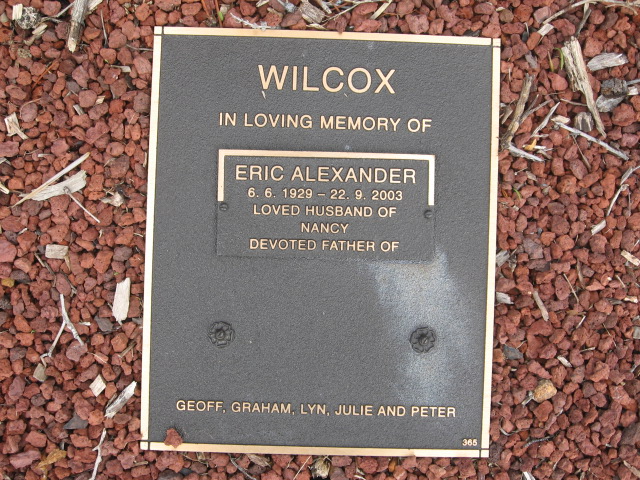 WILCOX
IN LOVING MEMORY OF
ERIC ALEXANDER
6. 6. 1929 – 22. 9. 2003
LOVED HUSBAND OF
NANCY
DEVOTED FATHER OF
GEOFF, GRAHAM, LYN, JULIE AND PETER
365